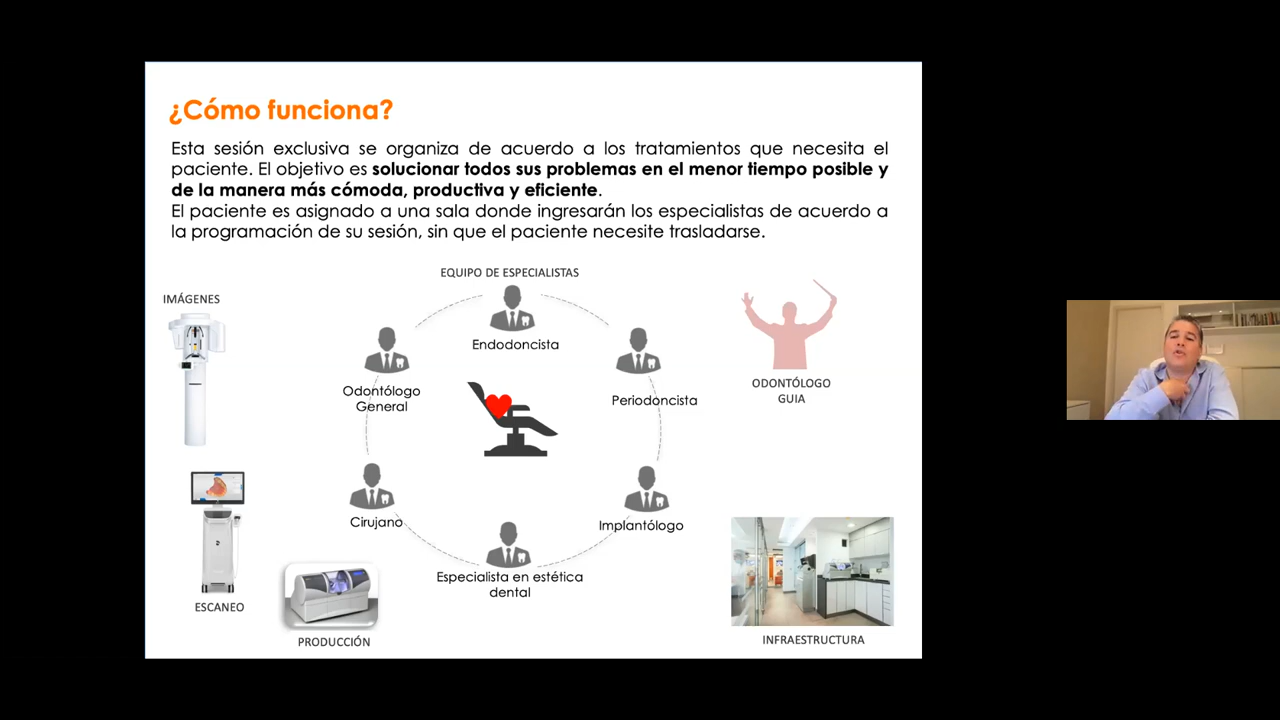 ¿Cómo funciona?
Esta sesión exclusiva se organiza de acuerdo a los tratamientos que necesita el
paciente. El objetivo es solucionar todos sus problemas en el menor tiempo posible y
de la manera más cómoda, productiva y eficiente.
El paciente es asignado a una sala donde ingresarán los especialistas de acuerdo a
la programación de su sesión, sin que el paciente necesite trasladarse.
EQUIPO DE ESPECIALISTAS
IMÁGENES
Endodoncista
Odontólogo
General
Periodoncista
ODONTÓLOGO
GUIA
Cirujano
Implantólogo
Especialista en estética
dental
ESCANEO
PRODUCCIÓN
INFRAESTRUCTURA